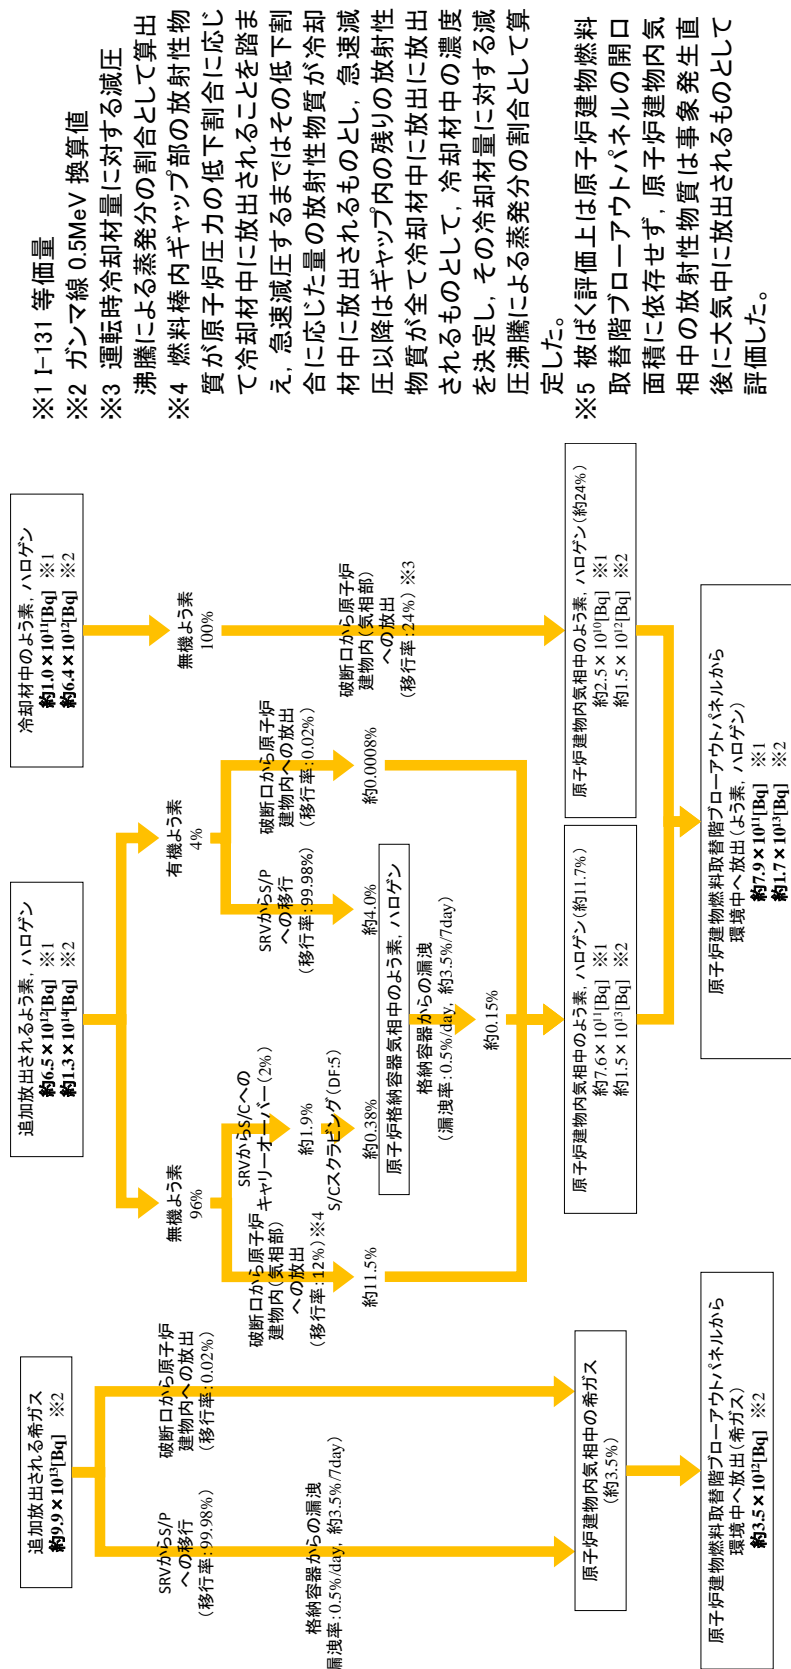 追加放出される希ガス
約9.9×10¹³[Bq] ※2
SRVからS/P
への移行
(移行率:99.98%)
破断口から原子炉
建物内への放出
(移行率:0.02%)
格納容器からの漏洩
漏洩率:0.5%/day, 約3.5%/7day)
原子炉建物内気相中の希ガス
(約3.5%)
原子炉建物燃料取替階ブローアウトパネルから
環境中へ放出(希ガス)
約3.5×10¹²[Bq] ※2
追加放出されるよう素,ハロゲン
約6.5×10¹²[Bq] ※1
約1.3×10¹⁴[Bq] ※2
無機よう素
96%
有機よう素
4%
破断口から原子炉
建物内(気相部)
への放出
(移行率:12%)※4
約11.5%
SRVからS/Cへの
キャリーオーバー(2%)
約1.9%
S/Cスクラビング(DF:5)
約0.38%
SRVからS/P
への移行
(移行率:99.98%)
約4.0%
破断口から原子炉
建物内への放出
(移行率:0.02%)
約0.0008%
原子炉格納容器気相中のよう素,ハロゲン
格納容器からの漏洩
(漏洩率:0.5%/day, 約3.5%/7day)
約0.15%
原子炉建物内気相中のよう素,ハロゲン(約11.7%)
約7.6×10¹¹[Bq] ※1
約1.5×10¹³[Bq] ※2
冷却材中のよう素,ハロゲン
約1.0×10¹¹[Bq] ※1
約6.4×10¹²[Bq] ※2
無機よう素
100%
破断口から原子炉
建物内(気相部)
への放出
(移行率:24%)※3
原子炉建物内気相中のよう素,ハロゲン(約24%)
約2.5×10¹⁰[Bq] ※1
約1.5×10¹²[Bq] ※2
原子炉建物燃料取替階ブローアウトパネルから
環境中へ放出(よう素,ハロゲン)
約7.9×10¹¹[Bq] ※1
約1.7×10¹³[Bq] ※2
※1 I-131 等価量
※2 ガンマ線 0.5MeV 換算値
※3 運転時冷却材量に対する減圧
沸騰による蒸発分の割合として算出
※4 燃料棒内ギャップ部の放射性物
質が原子炉圧力の低下割合に応じ
て冷却材中に放出されることを踏ま
え,急速減圧するまではその低下割
合に応じた量の放射性物質が冷却
材中に放出されるものとし,急速減
圧以降はギャップ内の残りの放射性
物質が全て冷却材中に放出に放出
されるものとして,冷却材中の濃度
を決定し,その冷却材量に対する減
圧沸騰による蒸発分の割合として算
定した。
※5 被ばく評価上は原子炉建物燃料
取替階ブローアウトパネルの開口
面積に依存せず,原子炉建物内気
相中の放射性物質は事象発生直
後に大気中に放出されるものとして
評価した。